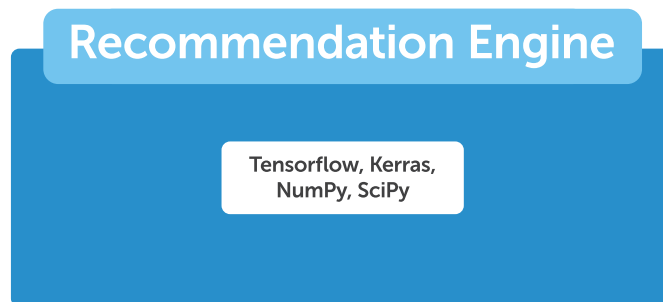 Recommendation Engine
Tensorflow, Kerras,
NumPy, SciPy